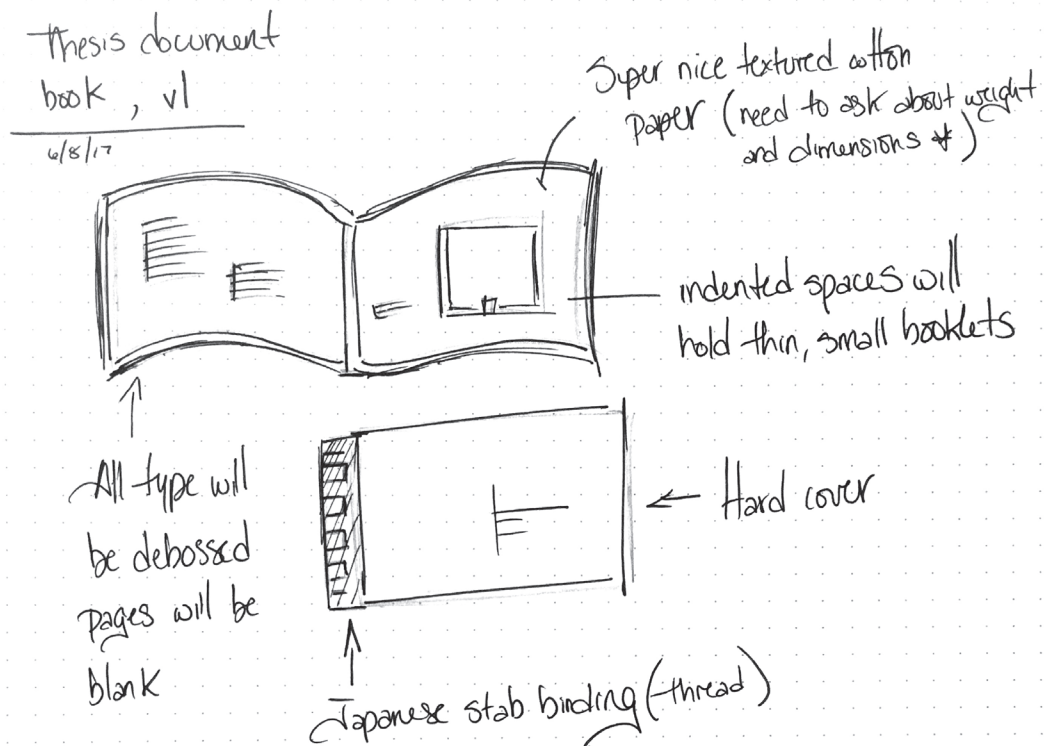 Thesis document
book, v1
6/8/17
Super nice textured cotton
paper (need to ask about weight
and dimensions *)
indented spaces will
hold thin, small booklets
All type will
be debossed
pages will be
blank
Hard cover
Japanese stab binding (thread)